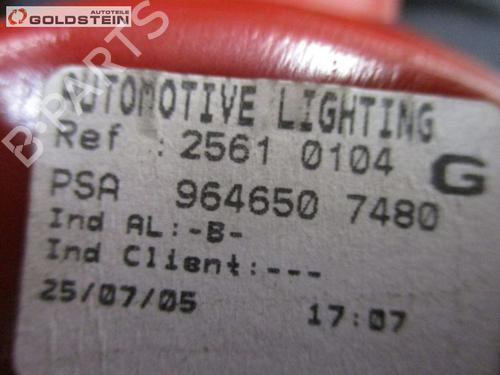 GOLDSTEIN
AUTOTEILE
AUTOMOTIVE LIGHTING
Ref : 2561 0104 G
PSA 964650 7480
Ind AL:-B-
Ind Client:---
25/07/05 17:07
B-PARTS